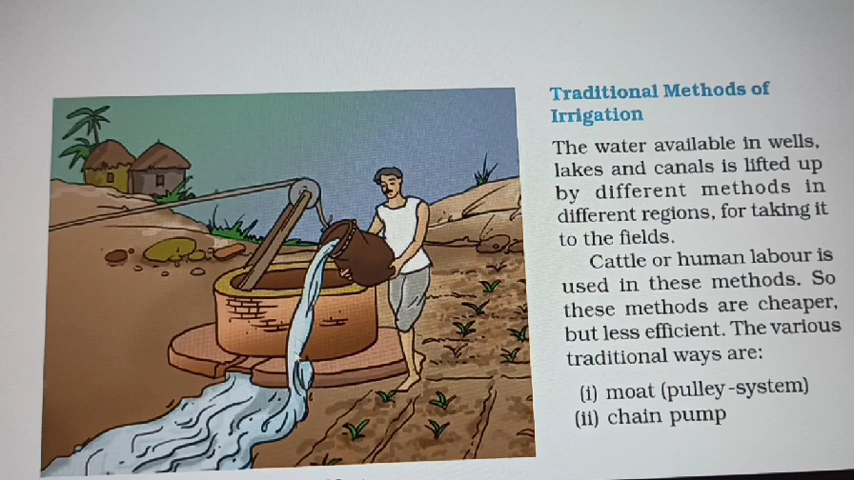 Traditional Methods of
Irrigation
The water available in wells,
lakes and canals is lifted up
by different methods in
different regions, for taking it
to the fields.
Cattle or human labour is
used in these methods. So
these methods are cheaper,
but less efficient. The various
traditional ways are:
(i) moat (pulley-system)
(ii) chain pump